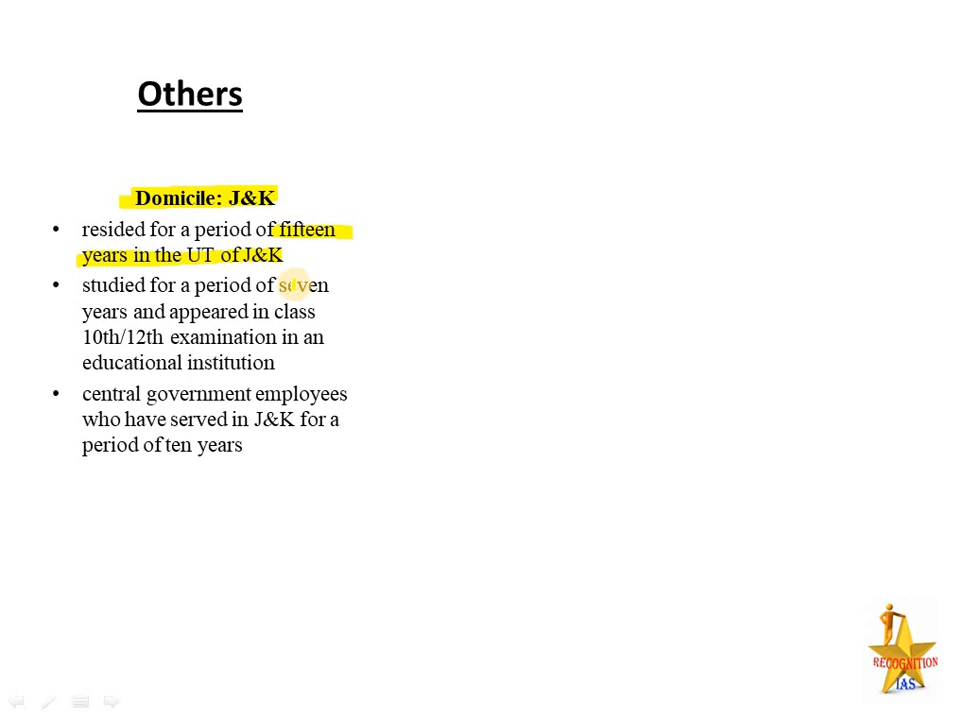 Others
Domicile: J&K
• resided for a period of fifteen
years in the UT of J&K
• studied for a period of seven
years and appeared in class
10th/12th examination in an
educational institution
• central government employees
who have served in J&K for a
period of ten years
RECOGNITION
IAS